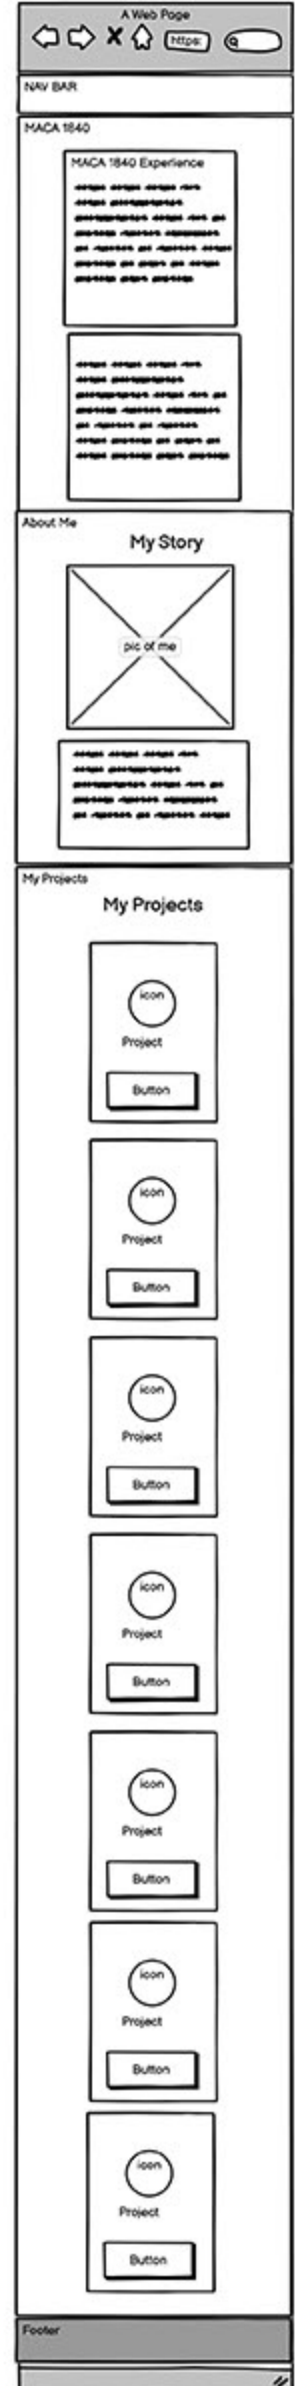 A Web Page
https:
NAV BAR
MACA 1840
MACA 1840 Experience
About Me
My Story
pic of me
My Projects
My Projects
icon
Project
Button
icon
Project
Button
icon
Project
Button
icon
Project
Button
icon
Project
Button
icon
Project
Button
icon
Project
Button
Footer